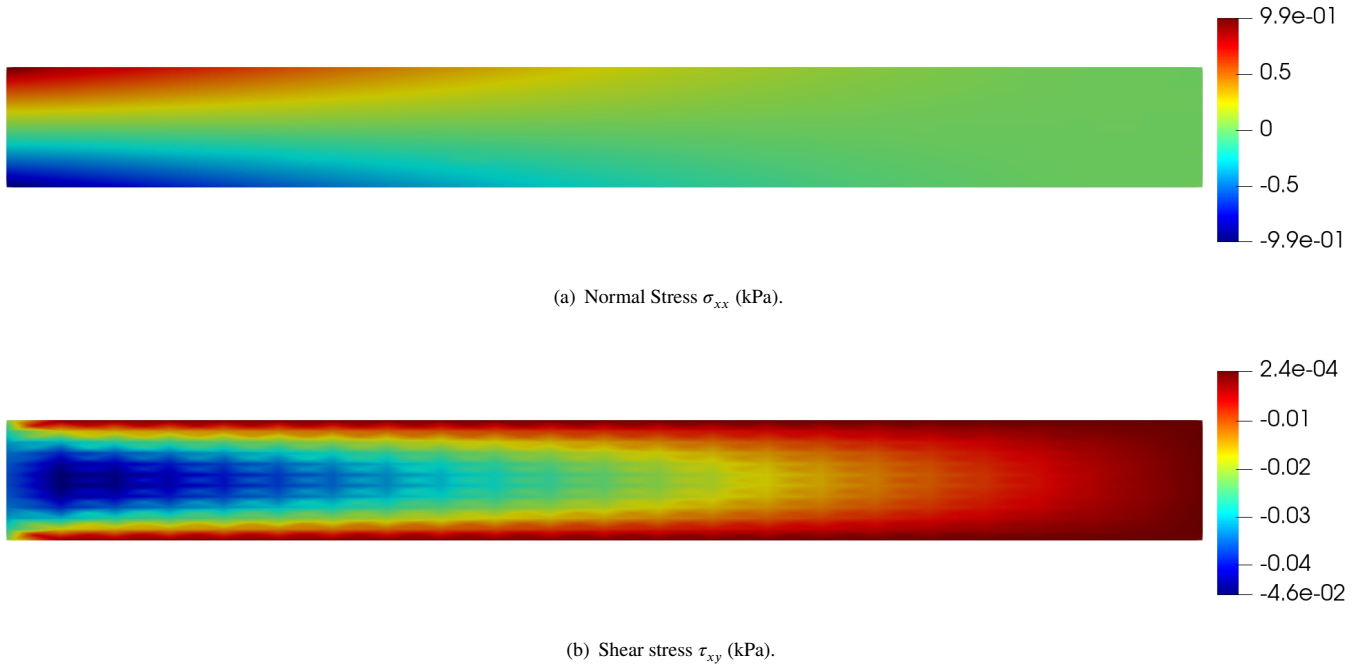 9.9e-01
0.5
0
-0.5
-9.9e-01
(a) Normal Stress σxx (kPa).
2.4e-04
-0.01
-0.02
-0.03
-0.04
-4.6e-02
(b) Shear stress τxy (kPa).